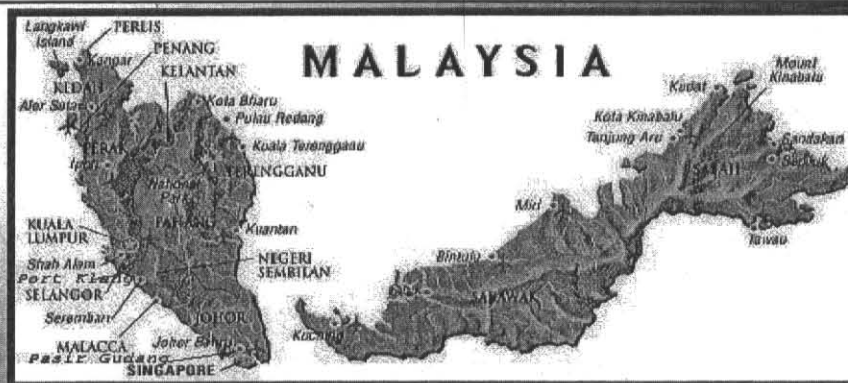 MALAYSIA
Langkawi Island
PERLIS
Kangar
PENANG
KEDAH
KELANTAN
Alor Setar
Kota Bharu
Pulau Redang
PERAK
Kuala Terengganu
Ipoh
TERENGGANU
National Park
PAHANG
Kuantan
KUALA LUMPUR
Shah Alam
NEGERI SEMBILAN
Port Klang
SELANGOR
Seremban
JOHOR
MALACCA
Johor Bahru
Pasir Gudang
SINGAPORE
Mount Kinabalu
Kudat
Kota Kinabalu
Tanjung Aru
Sandakan
SABAH
Miri
Tawau
Bintulu
SARAWAK
Kuching